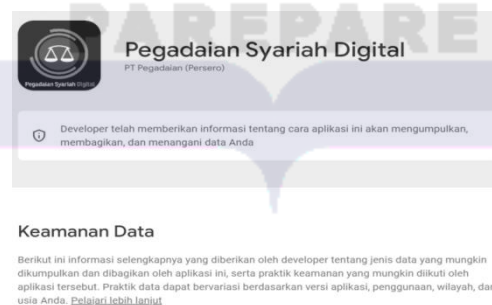 PAREPARE
Pegadaian Syariah Digital
PT Pegadaian (Persero)
Pegadaian Syariah Digital
Developer telah memberikan informasi tentang cara aplikasi ini akan mengumpulkan,
membagikan, dan menangani data Anda
Keamanan Data
Berikut ini informasi selengkapnya yang diberikan oleh developer tentang jenis data yang mungkin
dikumpulkan dan dibagikan oleh aplikasi ini, serta praktik keamanan yang mungkin diikuti oleh
aplikasi tersebut. Praktik data dapat bervariasi berdasarkan versi aplikasi, penggunaan, wilayah, dan
usia Anda. Pelajari lebih lanjut